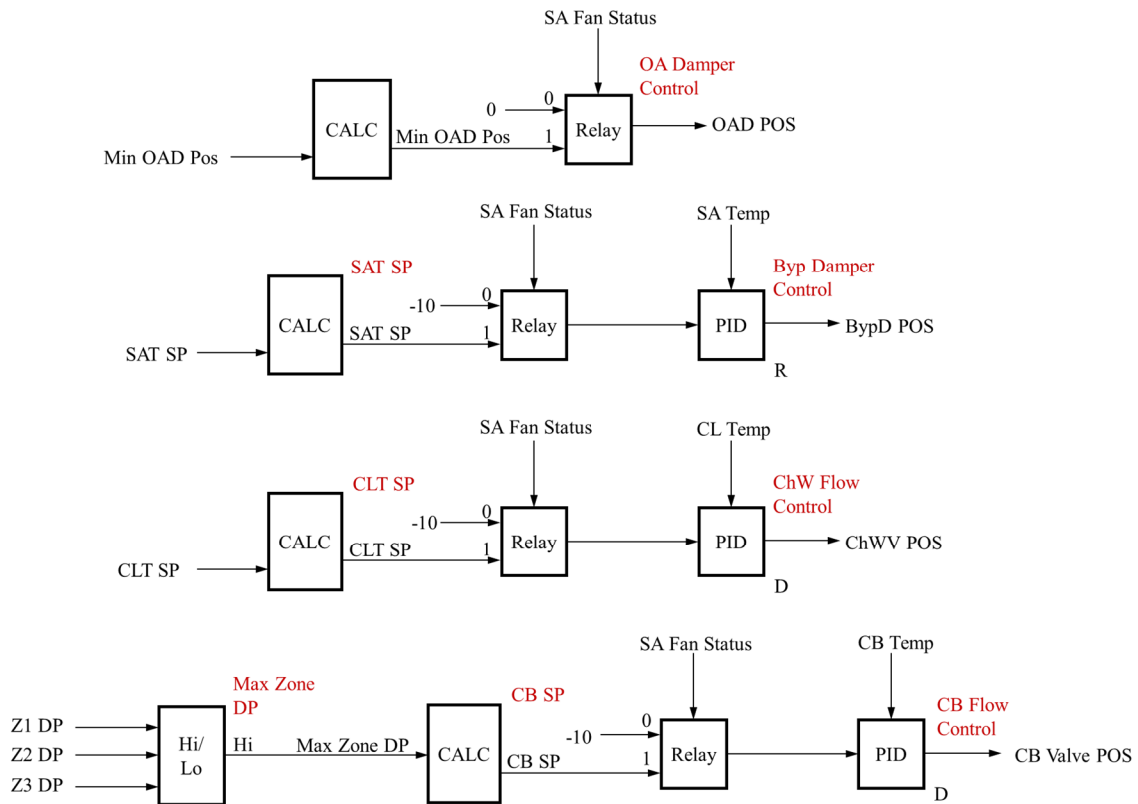 SA Fan Status
OA Damper
Control
0
0
CALC
Min OAD Pos
1
Relay
OAD POS
Min OAD Pos
SA Fan Status
SA Temp
SAT SP
Byp Damper
Control
-10
0
CALC
SAT SP
1
Relay
PID
BypD POS
SAT SP
R
SA Fan Status
CL Temp
CLT SP
ChW Flow
Control
-10
0
CALC
CLT SP
1
Relay
PID
ChWV POS
CLT SP
D
SA Fan Status
CB Temp
Max Zone
DP
CB SP
CB Flow
Control
Z1 DP
Z2 DP
Z3 DP
Hi/
Lo
Hi
Max Zone DP
CALC
-10
0
CB SP
1
Relay
PID
CB Valve POS
D